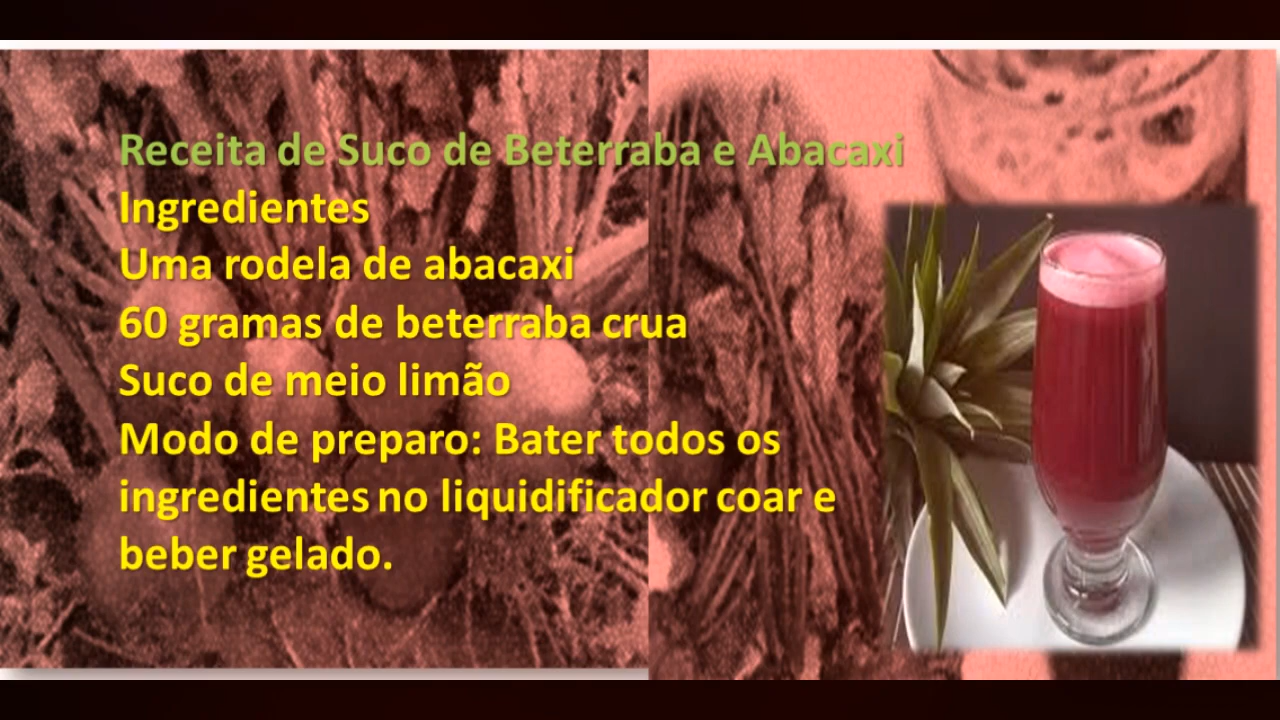 Receita de Suco de Beterraba e Abacaxi
Ingredientes
Uma rodela de abacaxi
60 gramas de beterraba crua
Suco de meio limão
Modo de preparo: Bater todos os
ingredientes no liquidificador coar e
beber gelado.